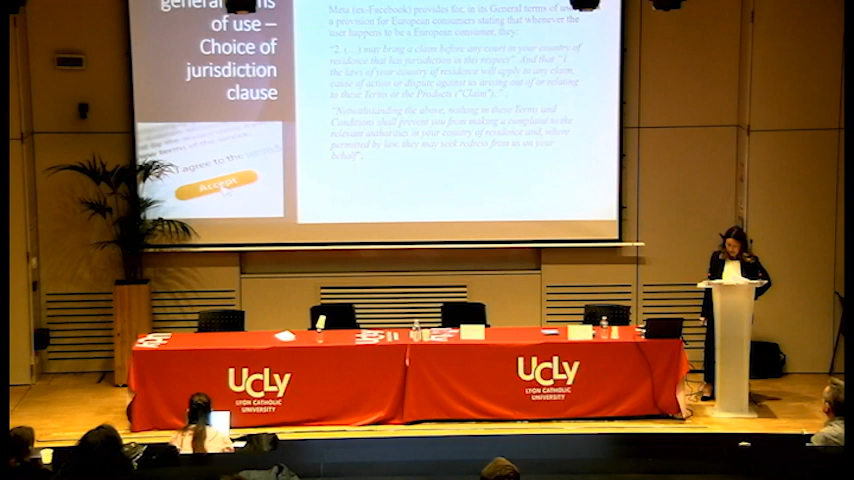 general terms
of use –
Choice of
jurisdiction
clause
Meta (ex-Facebook) provides for, in its General terms of use,
a provision for European consumers stating that whenever the
user happens to be a European consumer, they:
"2. (…) may bring a claim before any court in your country of
residence that has jurisdiction in this respect" And that "1.
the laws of your country of residence will apply to any claim,
cause of action or dispute against us arising out of or relating
to these Terms or the Products ("Claim"),"
"Notwithstanding the above, nothing in these Terms and
Conditions shall prevent you from making a complaint to the
relevant authorities in your country of residence and, where
permitted by law, they may seek redress from us on your
behalf";
I agree to the
Accept
UCLy
LYON CATHOLIC
UNIVERSITY
UCLy
LYON CATHOLIC
UNIVERSITY